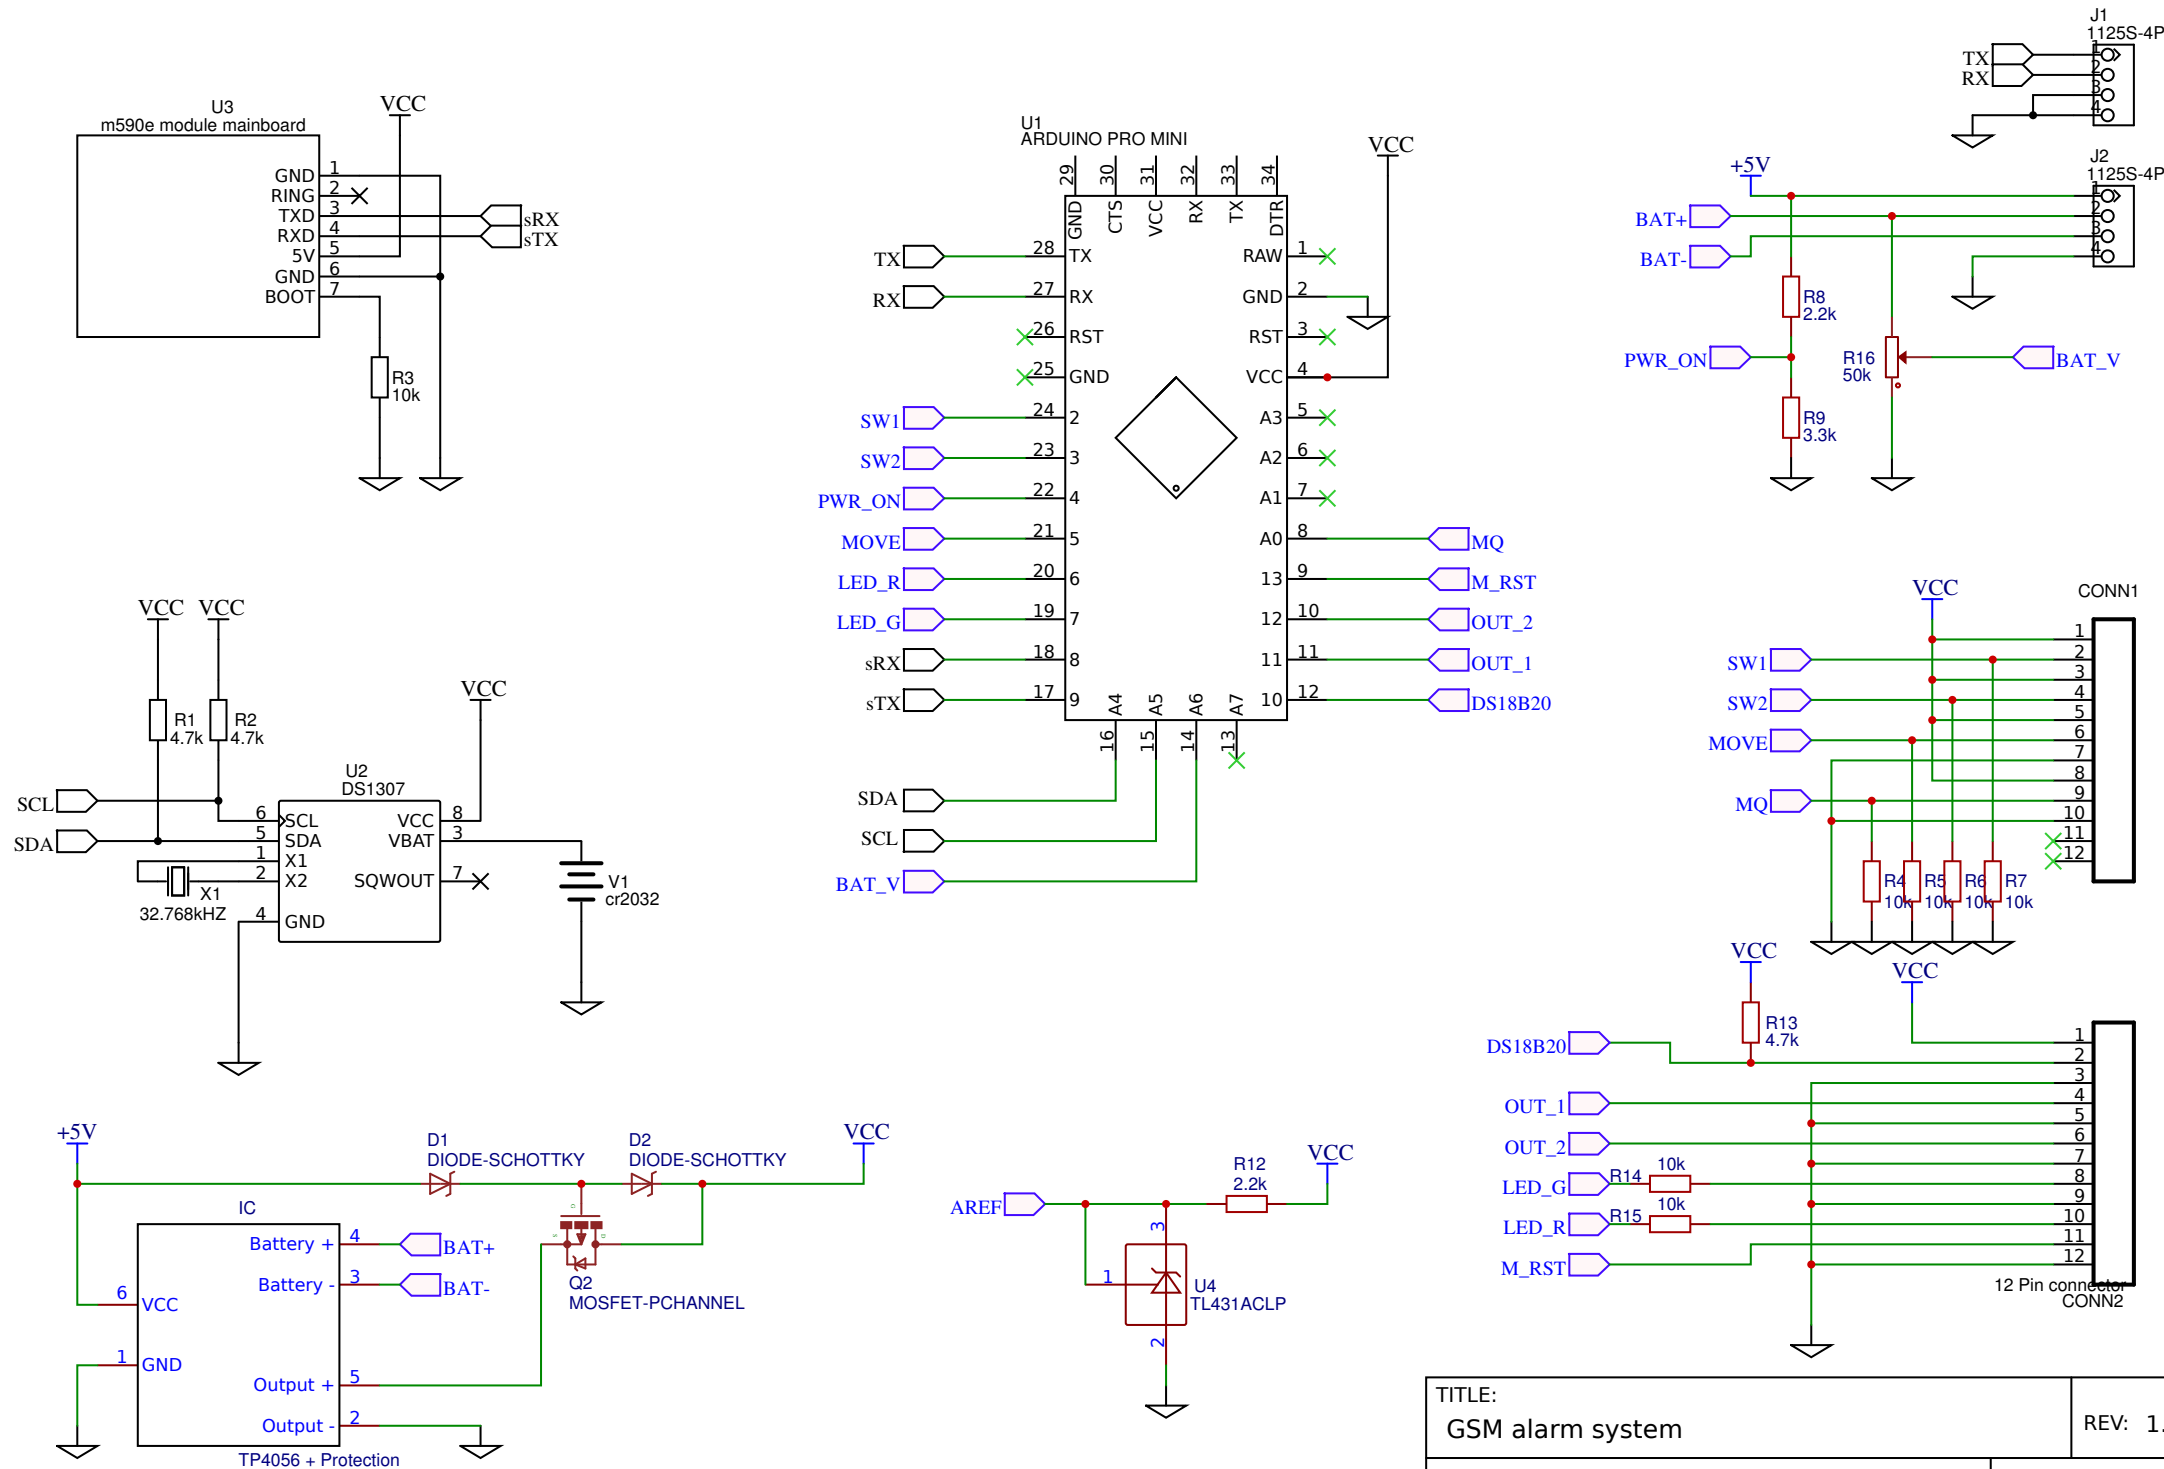 J1
1125S-4P
TX
RX
1
2
3
4
U3
m590e module mainboard
VCC
GND 1
RING 2
TXD 3
RXD 4
5V 5
GND 6
BOOT 7
sRX
sTX
R3
10k
U1
ARDUINO PRO MINI
VCC
29 30 31 32 33 34
GND CTS VCC RX TX DTR
TX 28 TX
RX 27 RX
26 RST
25 GND
SW1 24 2
SW2 23 3
PWR_ON 22 4
MOVE 21 5
LED_R 20 6
LED_G 19 7
sRX 18 8
sTX 17 9
RAW 1
GND 2
RST 3
VCC 4
A3 5
A2 6
A1 7
A0 8 MQ
13 9 M_RST
12 10 OUT_2
11 11 OUT_1
10 12 DS18B20
A4 A5 A6 A7
16 15 14 13
SDA
SCL
BAT_V
J2
1125S-4P
+5V
BAT+
BAT-
1
2
3
4
R8
2.2k
PWR_ON
R16
50k
BAT_V
R9
3.3k
VCC VCC
R1
4.7k
R2
4.7k
VCC
U2
DS1307
SCL
SDA
6 SCL
5 SDA
1 X1
2 X2
4 GND
VCC 8
VBAT 3
SQWOUT 7
X1
32.768kHZ
V1
cr2032
VCC
CONN1
SW1
SW2
MOVE
MQ
1
2
3
4
5
6
7
8
9
10
11
12
R4 R5 R6 R7
10k 10k 10k 10k
VCC
VCC
R13
4.7k
DS18B20
OUT_1
OUT_2
LED_G R14 10k
LED_R R15 10k
M_RST
1
2
3
4
5
6
7
8
9
10
11
12
12 Pin connector
CONN2
+5V
D1
DIODE-SCHOTTKY
D2
DIODE-SCHOTTKY
VCC
IC
Battery + 4 BAT+
Battery - 3 BAT-
6 VCC
1 GND
Output + 5
Output - 2
TP4056 + Protection
G
S
D
Q2
MOSFET-PCHANNEL
AREF
R12
2.2k
VCC
3
1
2
U4
TL431ACLP
TITLE:
GSM alarm system
REV: 1.